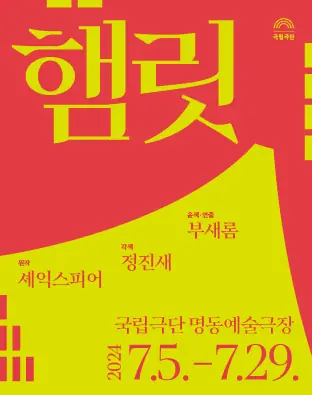 국립극단
햄릿
윤색·연출
부새롬
각색
정진새
원작
셰익스피어
국립극단 명동예술극장
2024 7.5.–7.29.